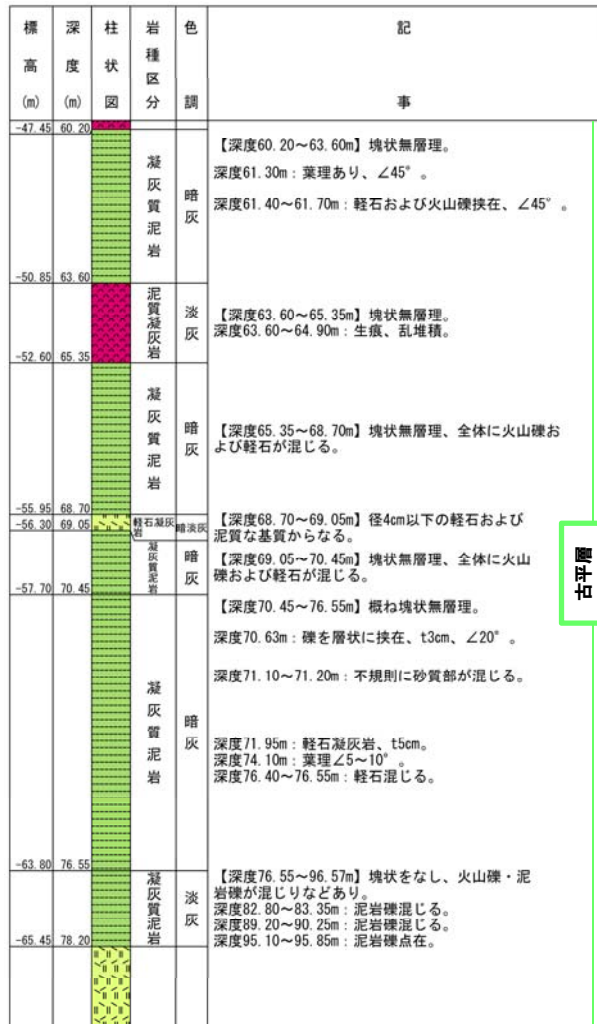 標高(m) 深度(m) 柱状図 岩種区分 色調 記事
-47.45 60.20
凝灰質泥岩 暗灰
【深度60.20～63.60m】塊状無層理。
深度61.30m：葉理あり、∠45°。
深度61.40～61.70m：軽石および火山礫挟在、∠45°。
-50.85 63.60
泥質凝灰岩 淡灰
【深度63.60～65.35m】塊状無層理。
深度63.60～64.90m：生痕、乱堆積。
-52.60 65.35
凝灰質泥岩 暗灰
【深度65.35～68.70m】塊状無層理、全体に火山礫お
よび軽石が混じる。
-55.95 68.70
軽石凝灰岩 暗淡灰
【深度68.70～69.05m】径4cm以下の軽石および
泥質な基質からなる。
-56.30 69.05
凝灰質泥岩 暗灰
【深度69.05～70.45m】塊状無層理、全体に火山
礫および軽石が混じる。
-57.70 70.45
古平層
凝灰質泥岩 暗灰
【深度70.45～76.55m】概ね塊状無層理。
深度70.63m：礫を層状に挟在、t3cm、∠20°。
深度71.10～71.20m：不規則に砂質部が混じる。
深度71.95m：軽石凝灰岩、t5cm。
深度74.10m：葉理∠5～10°。
深度76.40～76.55m：軽石混じる。
-63.80 76.55
凝灰質泥岩 淡灰
【深度76.55～96.57m】塊状をなし、火山礫・泥
岩礫が混じりなどあり。
深度82.80～83.35m：泥岩礫混じる。
深度89.20～90.25m：泥岩礫混じる。
深度95.10～95.85m：泥岩礫点在。
-65.45 78.20